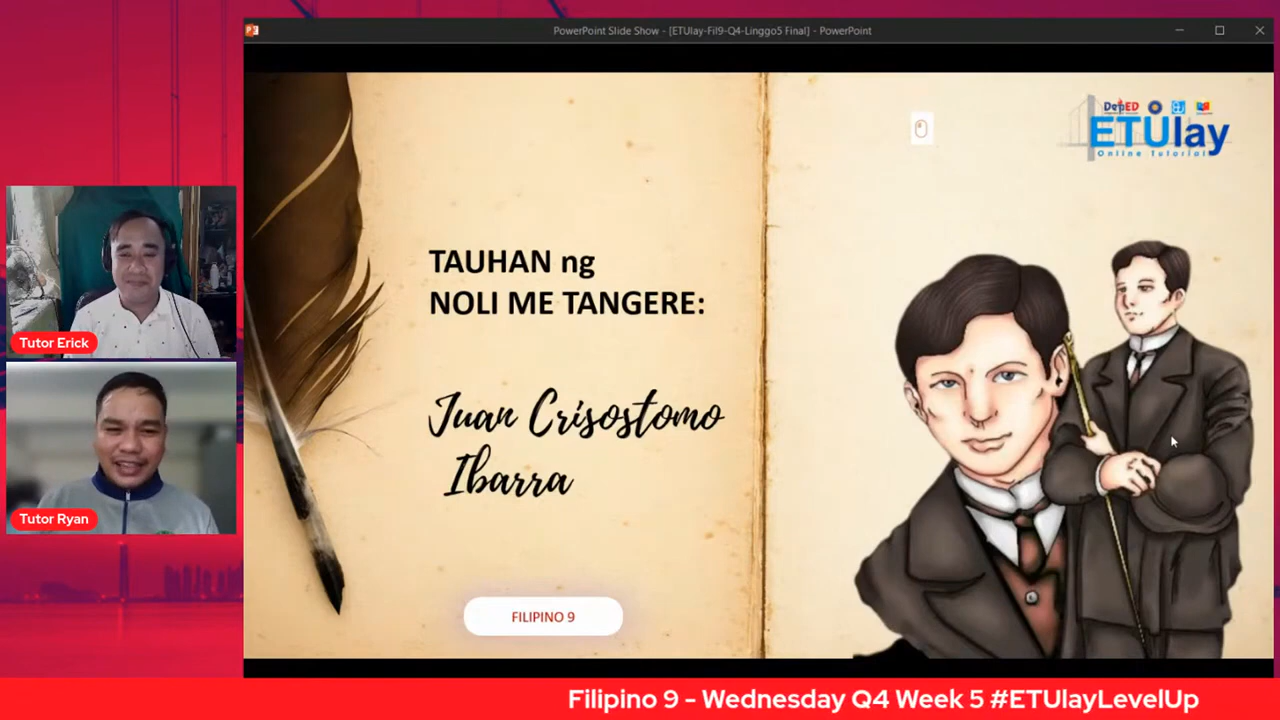 PowerPoint Slide Show - [ETUlay-Fil9-Q4-Linggo5 Final] - PowerPoint
DepED
ETULay
Online Tutorial
TAUHAN ng
NOLI ME TANGERE:
Juan Crisostomo
Ibarra
Tutor Erick
Tutor Ryan
FILIPINO 9
Filipino 9 - Wednesday Q4 Week 5 #ETUlayLevelUp